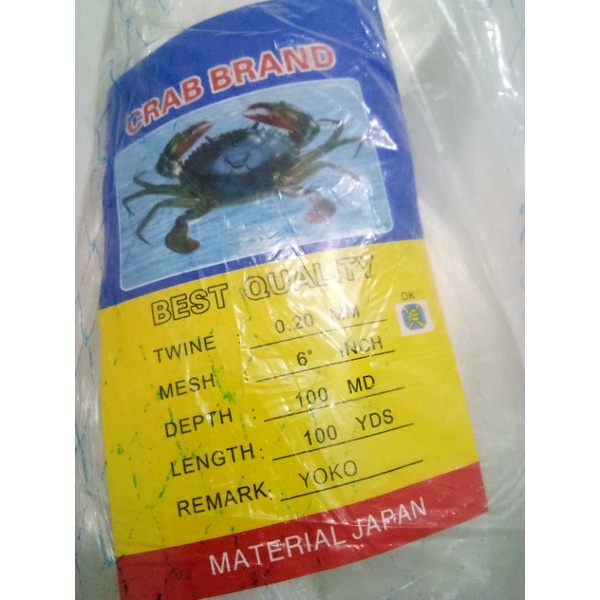 CRAB BRAND
BEST QUALITY
DK
TWINE : 0.20 MM
MESH : 6" INCH
DEPTH : 100 MD
LENGTH : 100 YDS
REMARK : YOKO
MATERIAL JAPAN